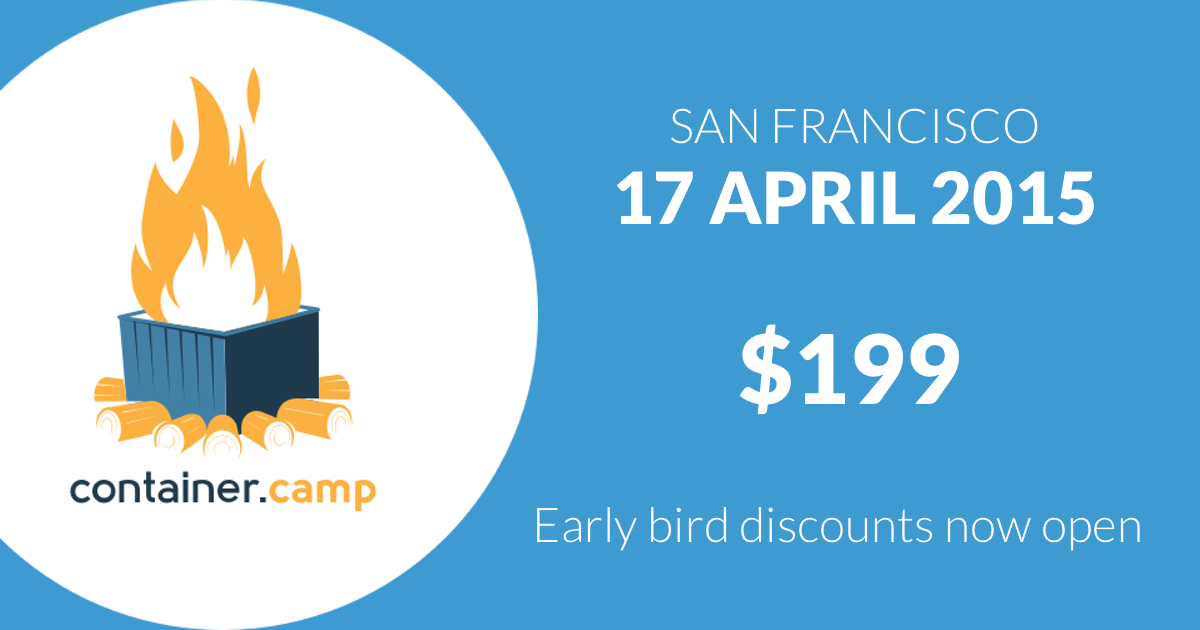 container.camp
SAN FRANCISCO
17 APRIL 2015
$199
Early bird discounts now open